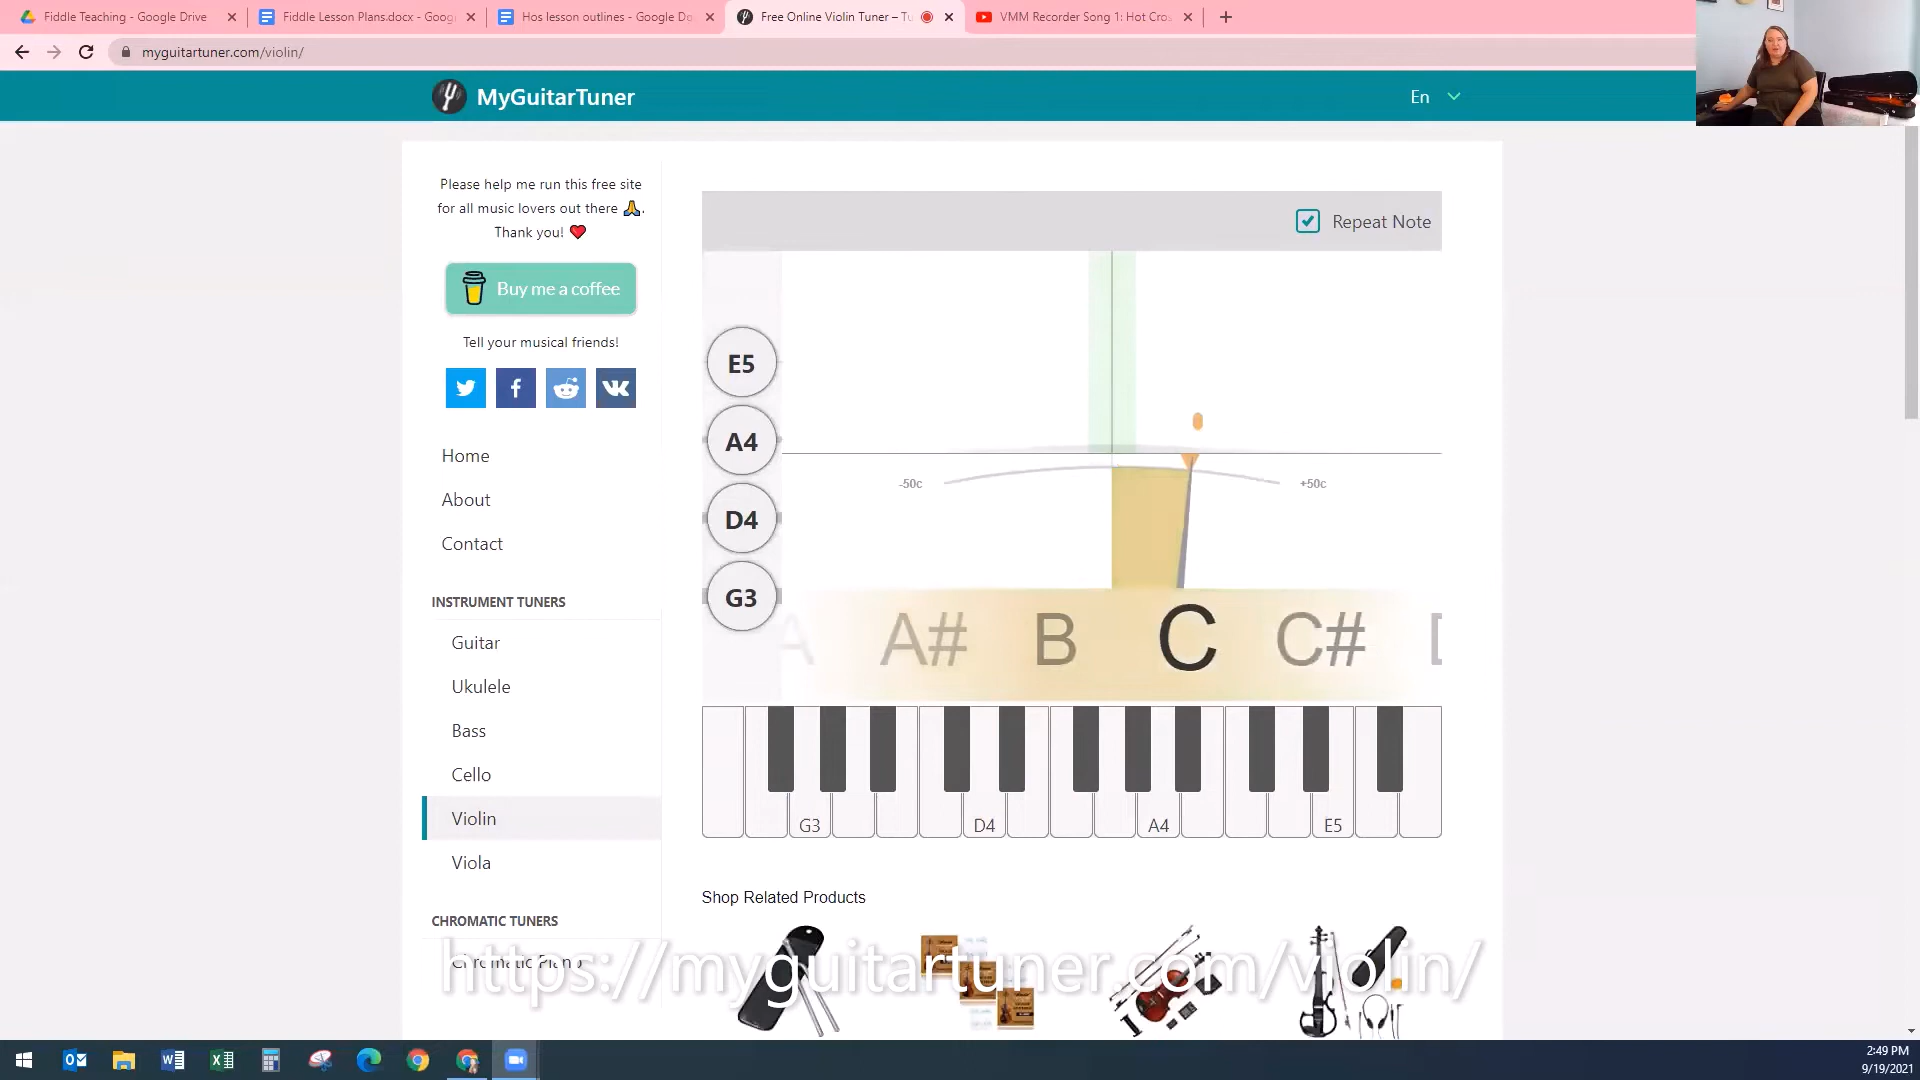 Fiddle Teaching - Google Drive
Fiddle Lesson Plans.docx - Goog
Hos lesson outlines - Google Do
Free Online Violin Tuner – Tu
VMM Recorder Song 1: Hot Cros
myguitartuner.com/violin/
MyGuitarTuner
En
Please help me run this free site
for all music lovers out there 🙏.
Thank you! ❤
Buy me a coffee
Tell your musical friends!
Home
About
Contact
INSTRUMENT TUNERS
Guitar
Ukulele
Bass
Cello
Violin
Viola
CHROMATIC TUNERS
Chromatic Piano
Repeat Note
E5
A4
D4
G3
-50c
+50c
A A# B C C# D
G3 D4 A4 E5
Shop Related Products
https://myguitartuner.com/violin/
2:49 PM
9/19/2021